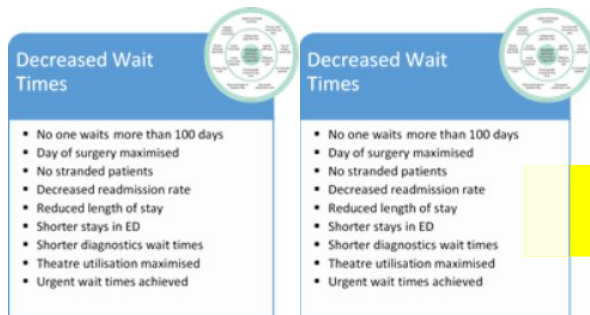 Decreased Wait
Times
No one waits more than 100 days
Day of surgery maximised
No stranded patients
Decreased readmission rate
Reduced length of stay
Shorter stays in ED
Shorter diagnostics wait times
Theatre utilisation maximised
Urgent wait times achieved
Decreased Wait
Times
No one waits more than 100 days
Day of surgery maximised
No stranded patients
Decreased readmission rate
Reduced length of stay
Shorter stays in ED
Shorter diagnostics wait times
Theatre utilisation maximised
Urgent wait times achieved